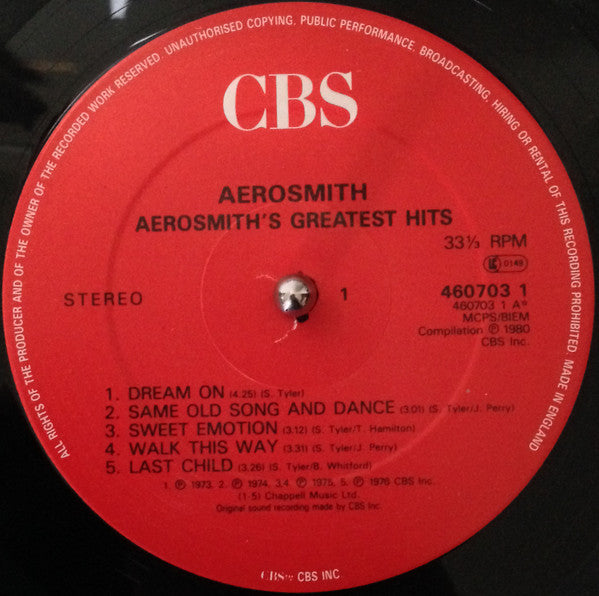 ALL RIGHTS OF THE PRODUCER AND OF THE OWNER OF THE RECORDED WORK RESERVED. UNAUTHORISED COPYING, PUBLIC PERFORMANCE, BROADCASTING, HIRING OR RENTAL OF THIS RECORDING PROHIBITED. MADE IN ENGLAND
CBS
AEROSMITH
AEROSMITH'S GREATEST HITS
33⅓ RPM
K 0149
STEREO
1
460703 1
460703 1 A*
MCPS/BIEM
Compilation ℗ 1980
CBS Inc.
1. DREAM ON (4.25) (S. Tyler)
2. SAME OLD SONG AND DANCE (3.01) (S. Tyler/J. Perry)
3. SWEET EMOTION (3.12) (S. Tyler/T. Hamilton)
4. WALK THIS WAY (3.31) (S. Tyler/J. Perry)
5. LAST CHILD (3.26) (S. Tyler/B. Whitford)
1. ℗ 1973, 2. ℗ 1974, 3,4. ℗ 1975, 5. ℗ 1976 CBS Inc.
(1-5) Chappell Music Ltd.
Original sound recording made by CBS Inc.
CBS™ CBS INC